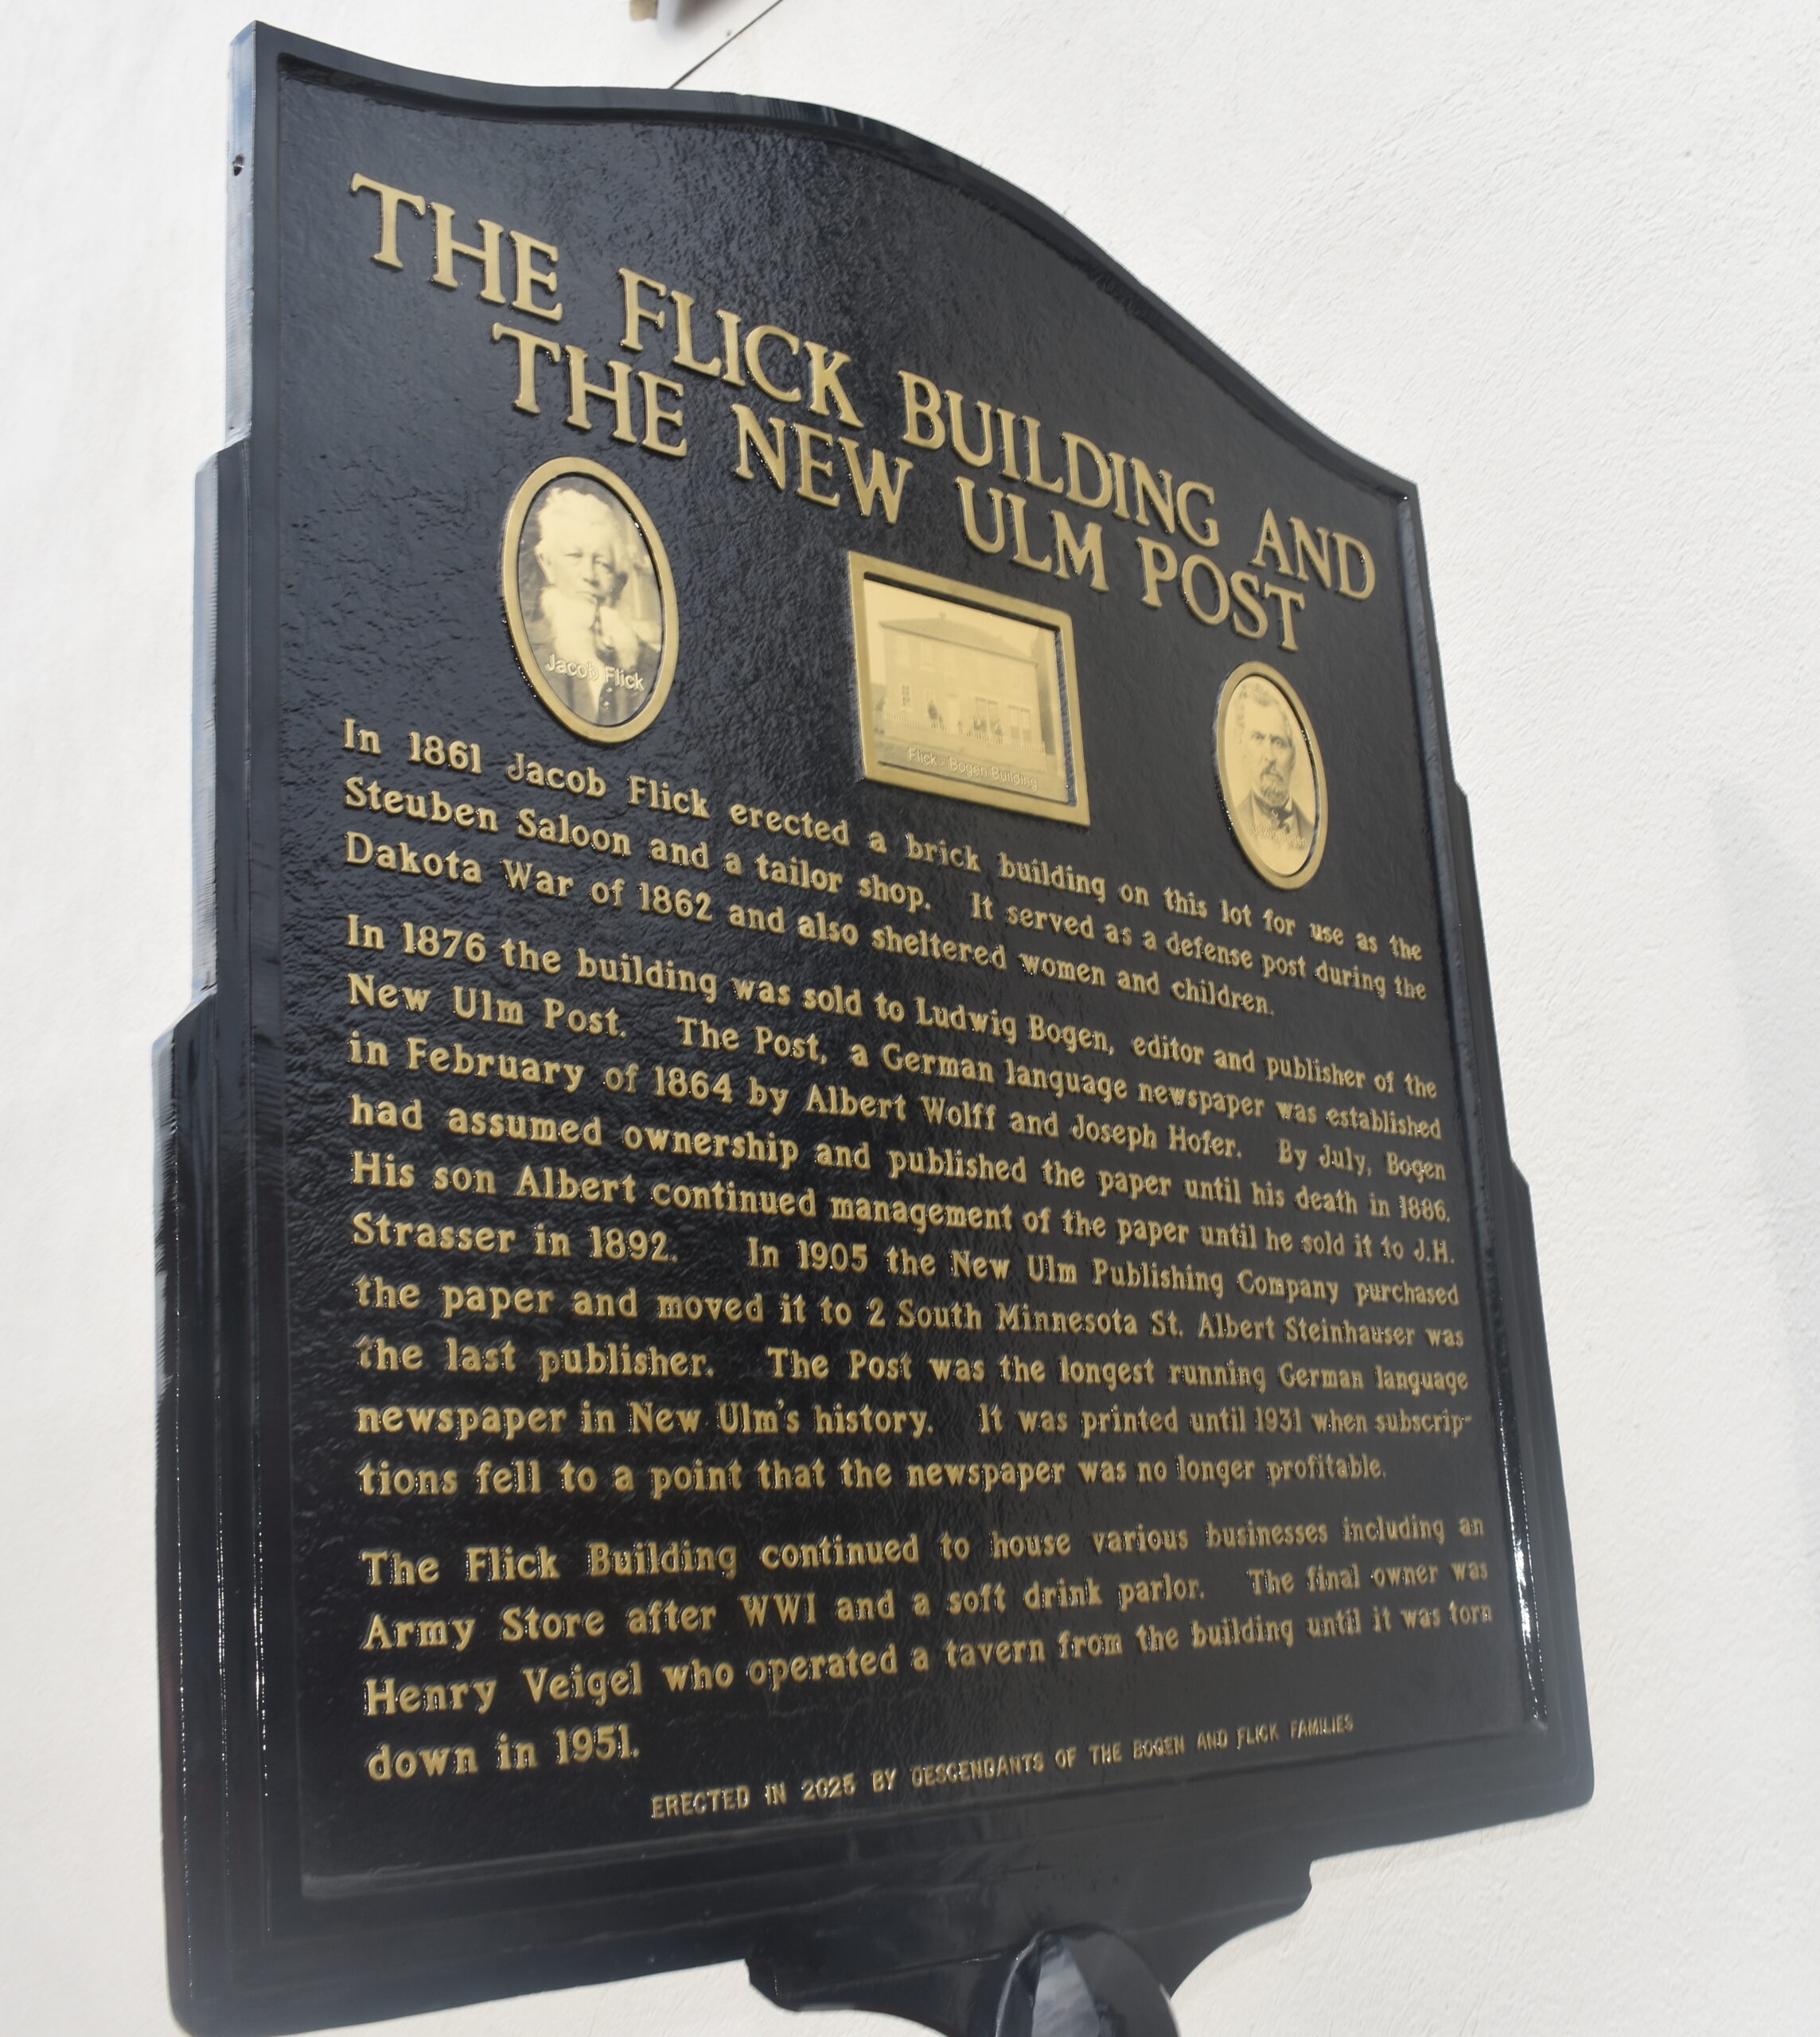 THE FLICK BUILDING AND
THE NEW ULM POST
Jacob Flick
Flick - Bogen Building
In 1861 Jacob Flick erected a brick building on this lot for use as the
Steuben Saloon and a tailor shop. It served as a defense post during the
Dakota War of 1862 and also sheltered women and children.
In 1876 the building was sold to Ludwig Bogen, editor and publisher of the
New Ulm Post. The Post, a German language newspaper was established
in February of 1864 by Albert Wolff and Joseph Hofer. By July, Bogen
had assumed ownership and published the paper until his death in 1886.
His son Albert continued management of the paper until he sold it to J.H.
Strasser in 1892. In 1905 the New Ulm Publishing Company purchased
the paper and moved it to 2 South Minnesota St. Albert Steinhauser was
the last publisher. The Post was the longest running German language
newspaper in New Ulm's history. It was printed until 1931 when subscrip-
tions fell to a point that the newspaper was no longer profitable.
The Flick Building continued to house various businesses including an
Army Store after WWI and a soft drink parlor. The final owner was
Henry Veigel who operated a tavern from the building until it was torn
down in 1951.
ERECTED IN 2025 BY DESCENDANTS OF THE BOGEN AND FLICK FAMILIES